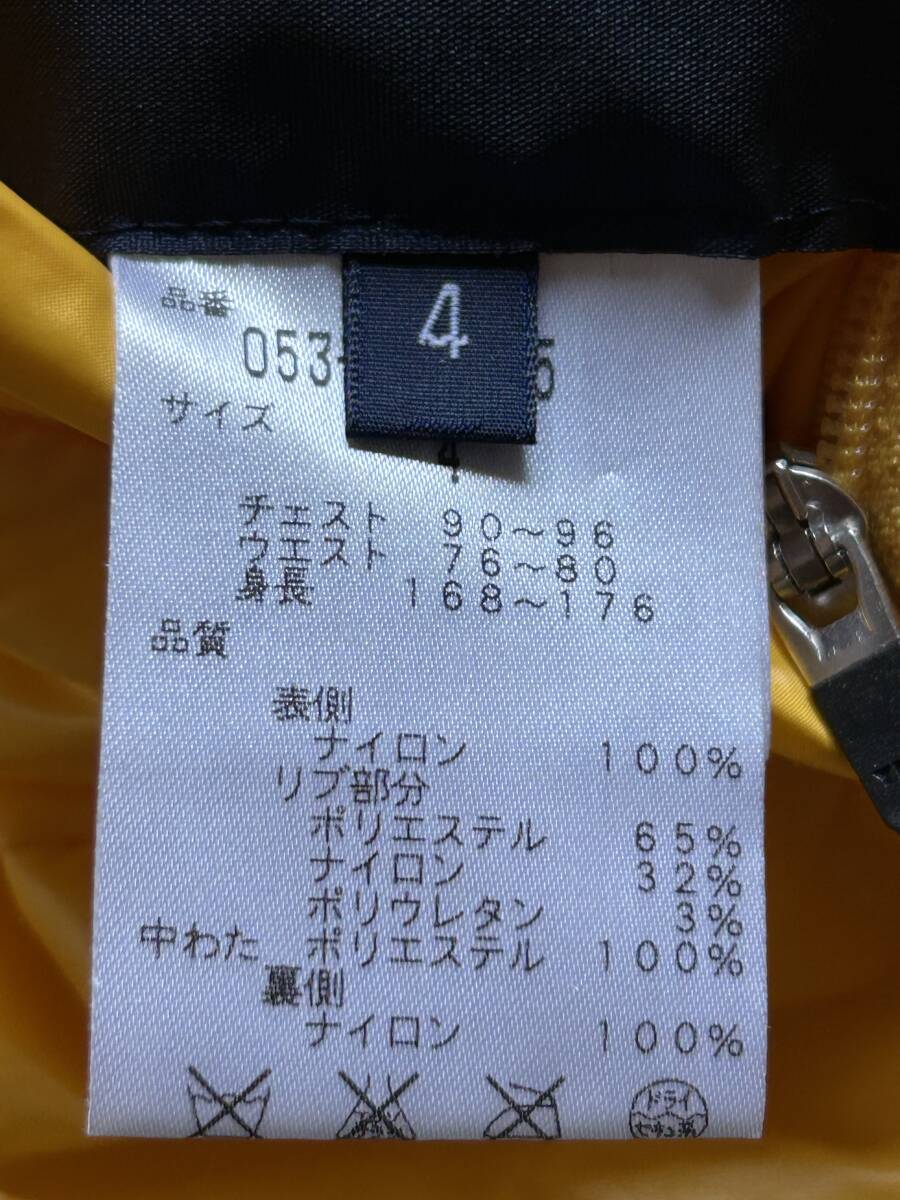 品番
4
053- 5
サイズ
4
チェスト 90～96
ウエスト 76～80
身長 168～176
品質
表側
ナイロン 100%
リブ部分
ポリエステル 65%
ナイロン 32%
ポリウレタン 3%
中わた ポリエステル 100%
裏側
ナイロン 100%
ドライ